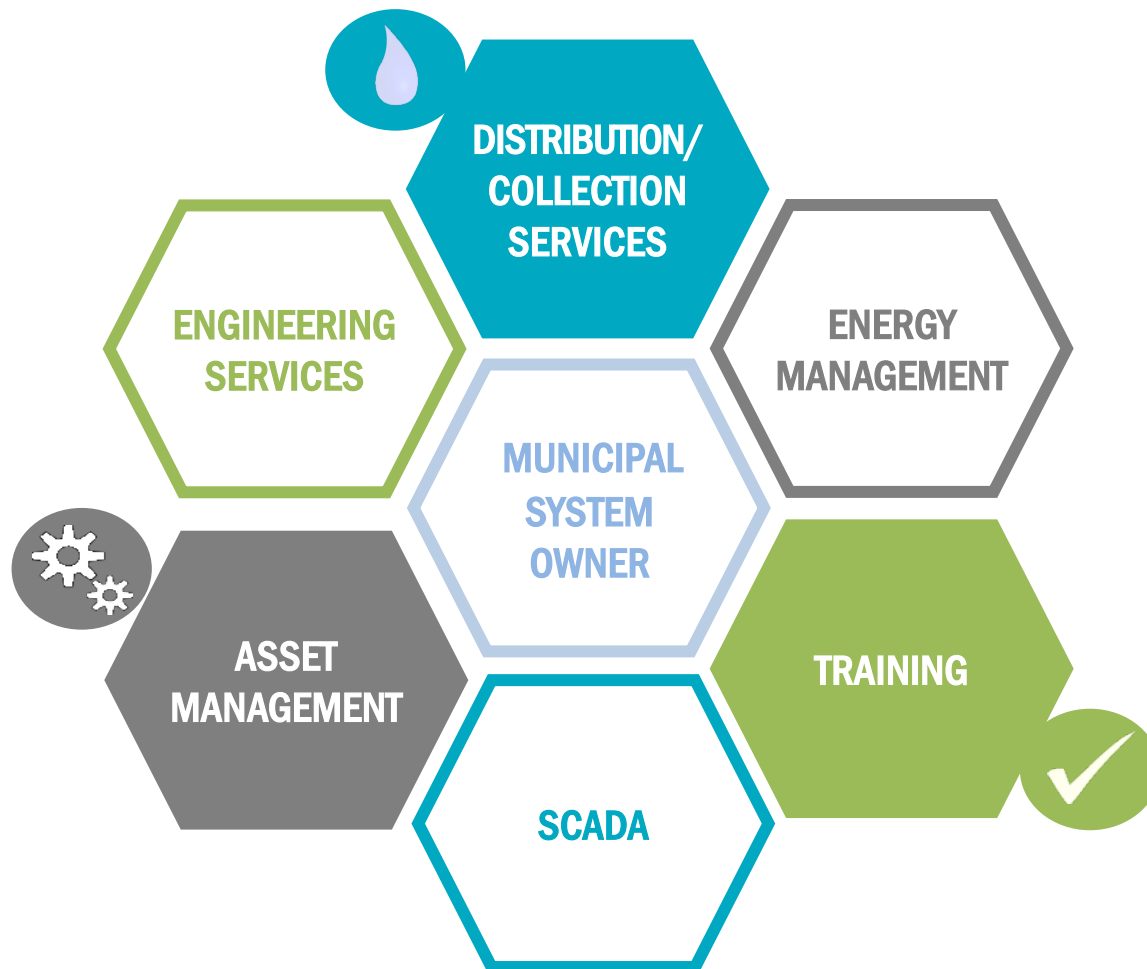 DISTRIBUTION/
COLLECTION
SERVICES
ENGINEERING
SERVICES
ENERGY
MANAGEMENT
MUNICIPAL
SYSTEM
OWNER
ASSET
MANAGEMENT
TRAINING
SCADA